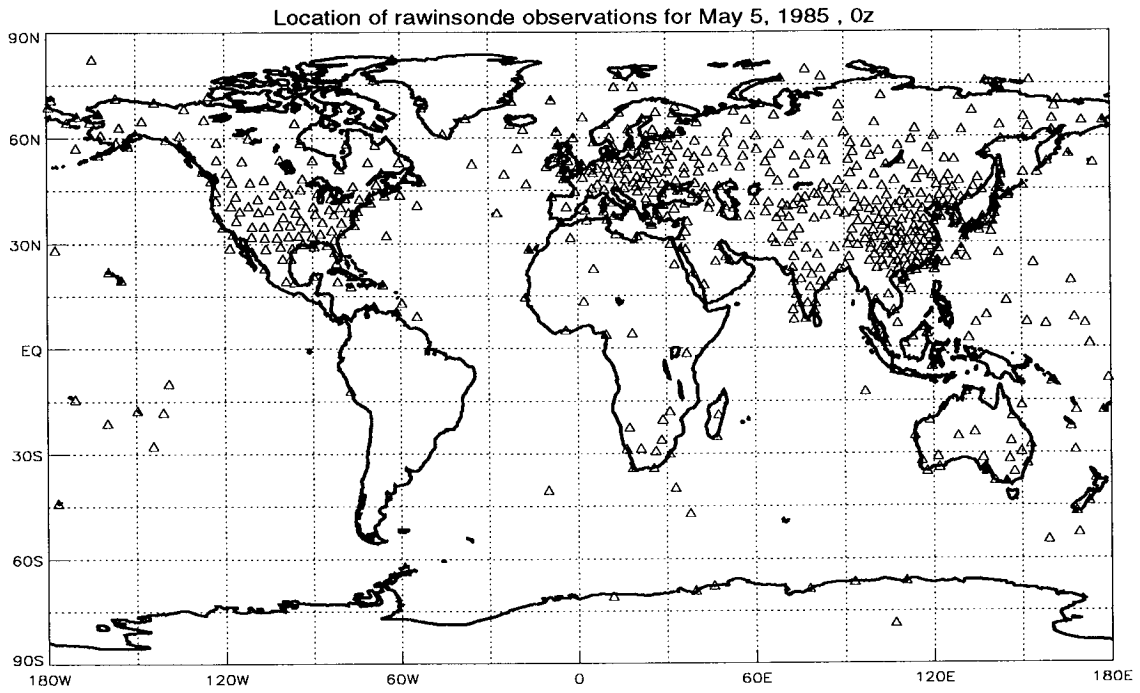 Location of rawinsonde observations for May 5, 1985 , 0z
90N
60N
30N
EQ
30S
60S
90S
180W
120W
60W
0
60E
120E
180E